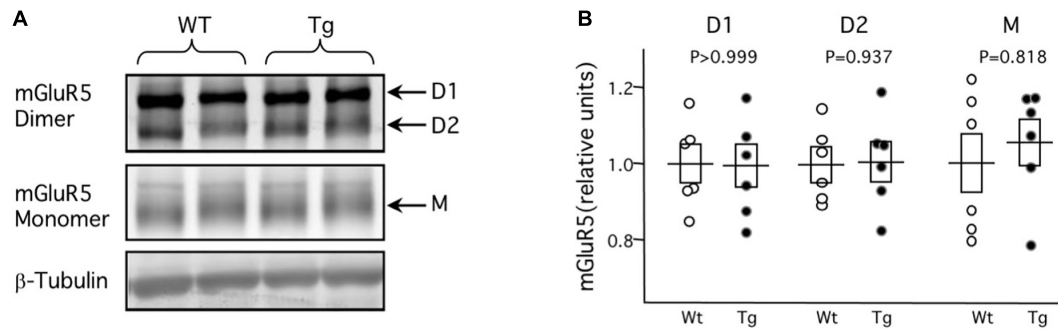 A
WT Tg
mGluR5
Dimer
D1
D2
mGluR5
Monomer
M
β-Tubulin
B
D1 D2 M
P>0.999 P=0.937 P=0.818
mGluR5 (relative units)
1.2
1.0
0.8
Wt Tg Wt Tg Wt Tg